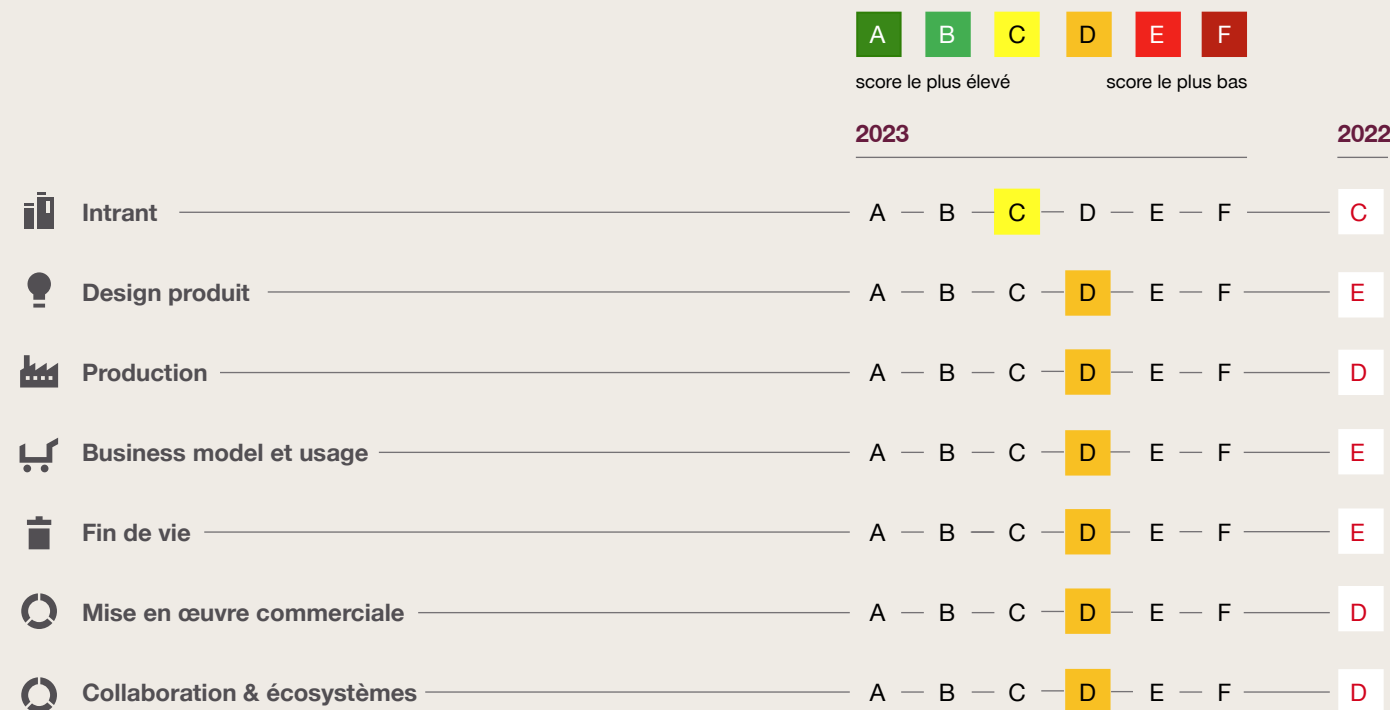 A B C D E F
score le plus élevé score le plus bas
2023 2022
Intrant A B C D E F C
Design produit A B C D E F E
Production A B C D E F D
Business model et usage A B C D E F E
Fin de vie A B C D E F E
Mise en œuvre commerciale A B C D E F D
Collaboration & écosystèmes A B C D E F D